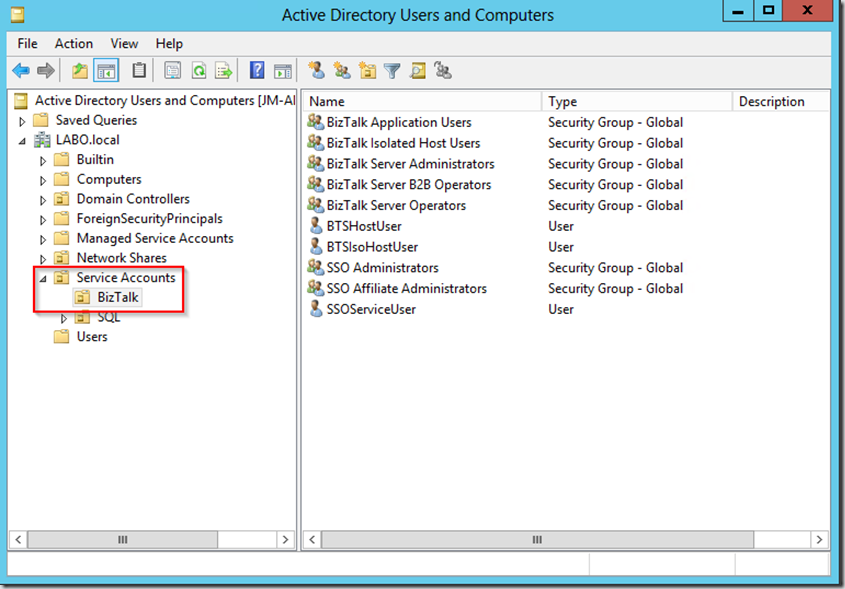 Active Directory Users and Computers
File Action View Help
Active Directory Users and Computers [JM-AI
Saved Queries
LABO.local
Builtin
Computers
Domain Controllers
ForeignSecurityPrincipals
Managed Service Accounts
Network Shares
Service Accounts
BizTalk
SQL
Users
Name Type Description
BizTalk Application Users Security Group - Global
BizTalk Isolated Host Users Security Group - Global
BizTalk Server Administrators Security Group - Global
BizTalk Server B2B Operators Security Group - Global
BizTalk Server Operators Security Group - Global
BTSHostUser User
BTSIsoHostUser User
SSO Administrators Security Group - Global
SSO Affiliate Administrators Security Group - Global
SSOServiceUser User